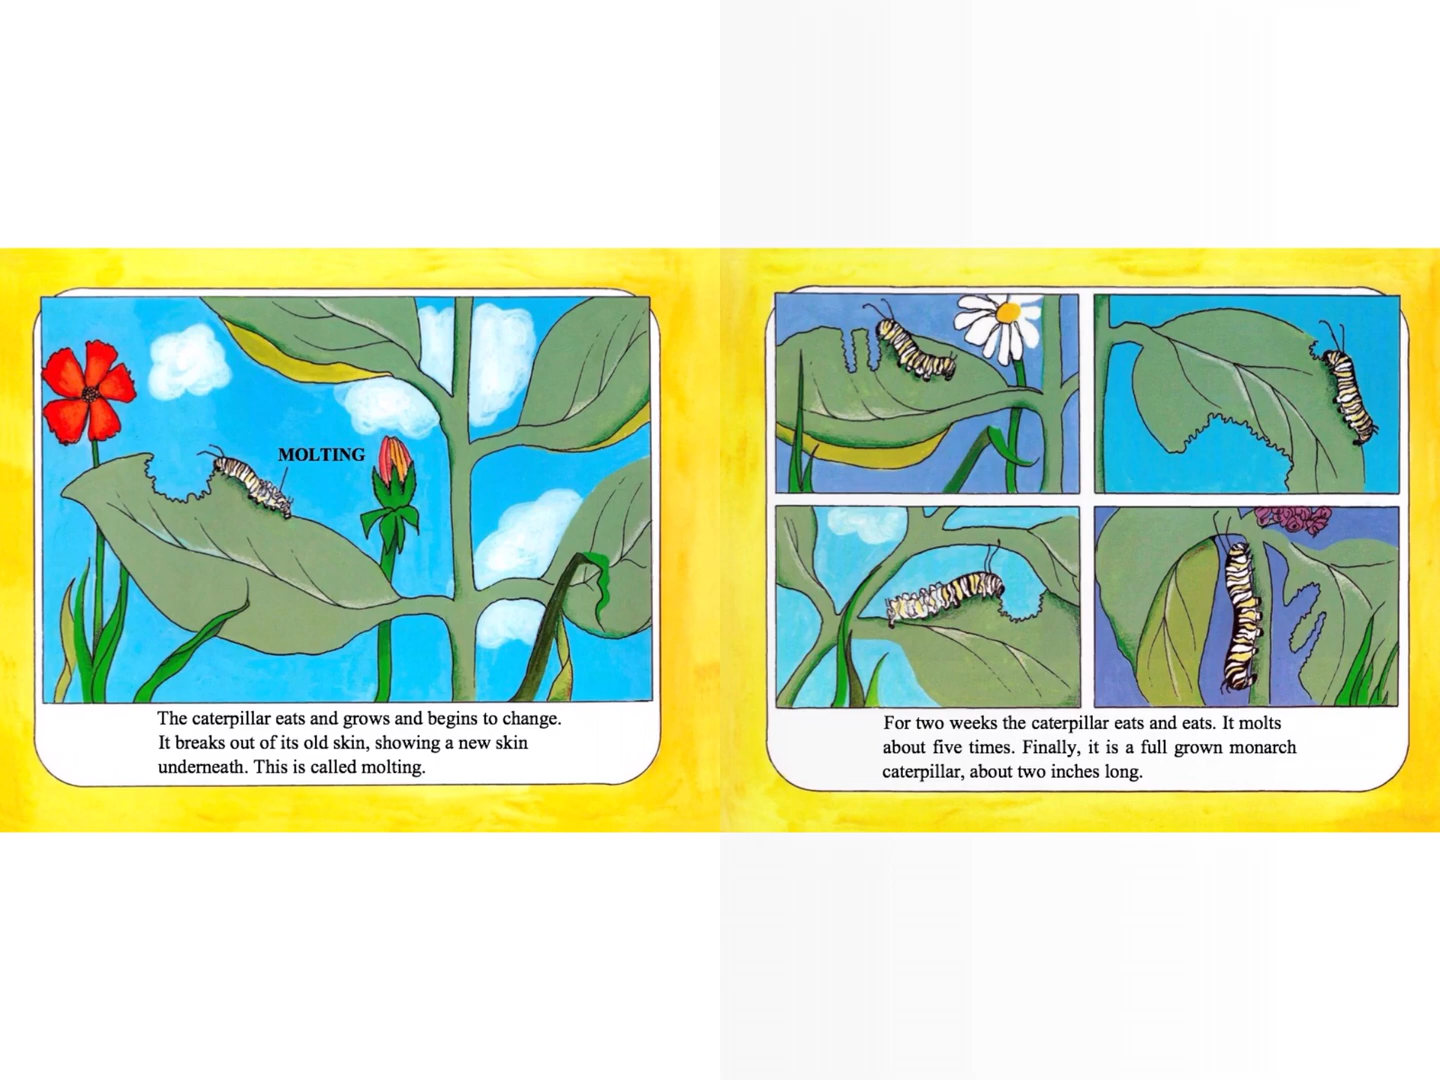 MOLTING
The caterpillar eats and grows and begins to change.
It breaks out of its old skin, showing a new skin
underneath. This is called molting.
For two weeks the caterpillar eats and eats. It molts
about five times. Finally, it is a full grown monarch
caterpillar, about two inches long.